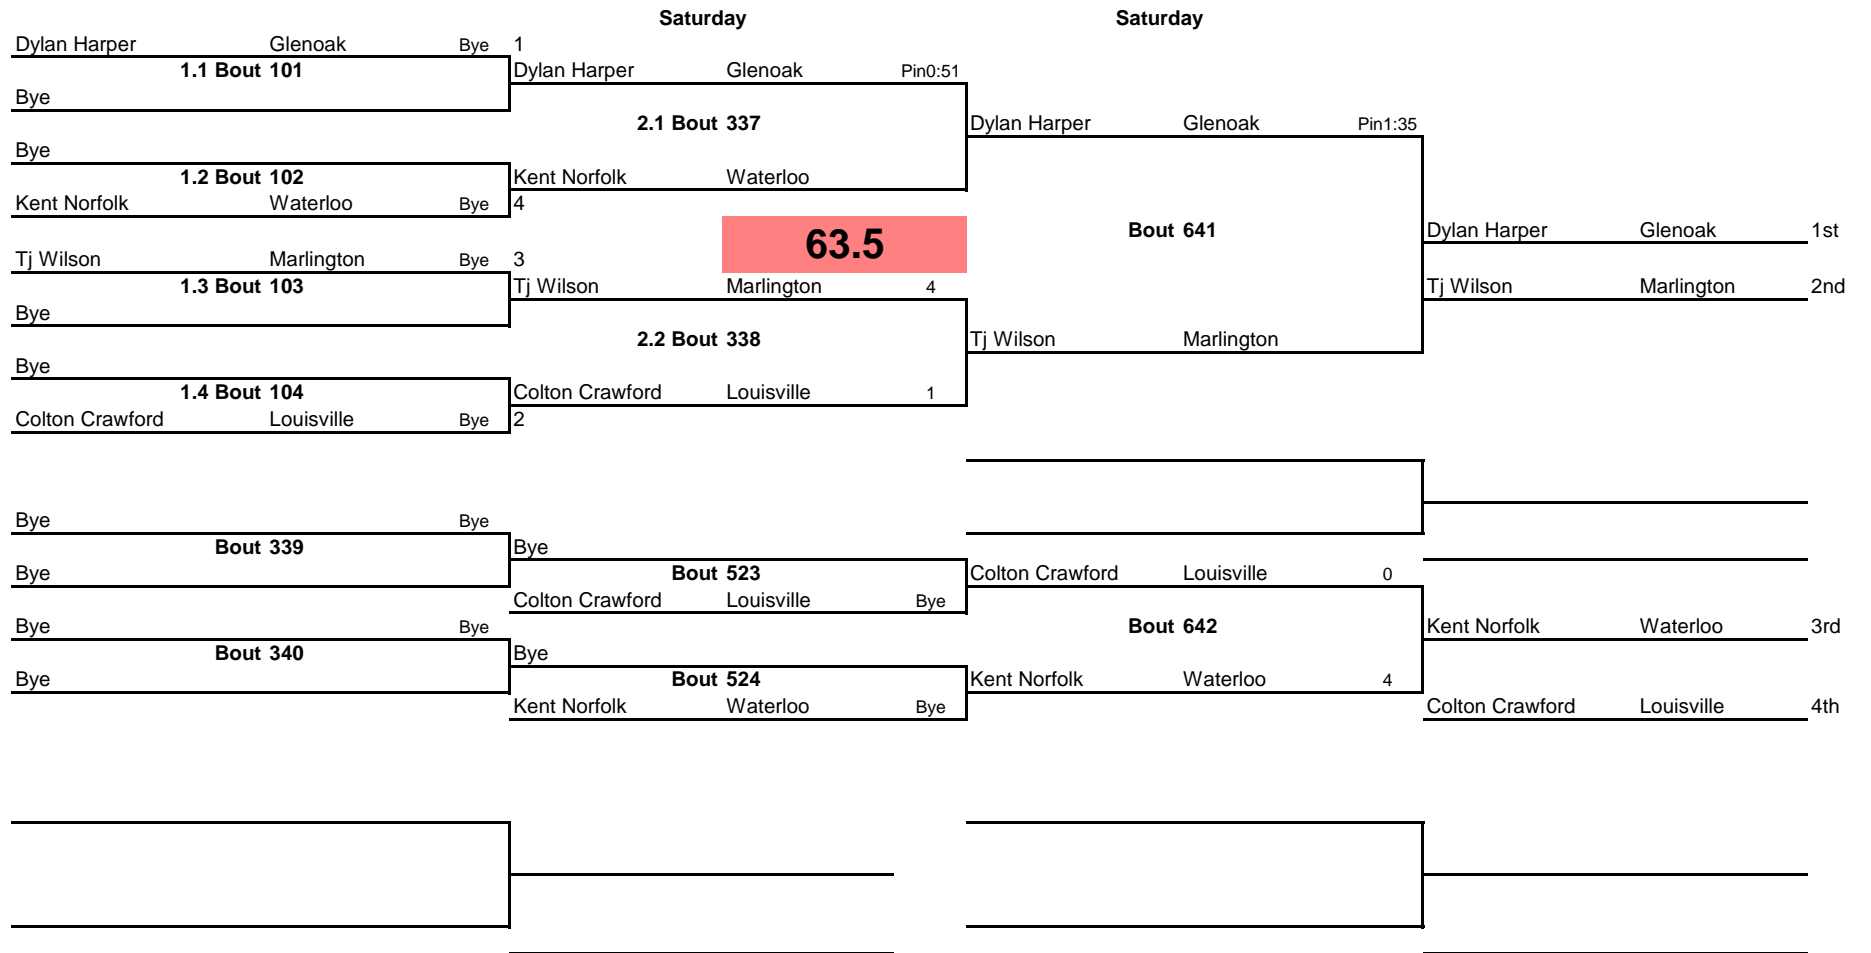 Saturday Saturday
Dylan Harper Glenoak Bye 1
1.1 Bout 101 Dylan Harper Glenoak Pin0:51
Bye
2.1 Bout 337 Dylan Harper Glenoak Pin1:35
Bye
1.2 Bout 102 Kent Norfolk Waterloo
Kent Norfolk Waterloo Bye 4
63.5 Bout 641 Dylan Harper Glenoak 1st
Tj Wilson Marlington Bye 3
1.3 Bout 103 Tj Wilson Marlington 4 Tj Wilson Marlington 2nd
Bye
2.2 Bout 338 Tj Wilson Marlington
Bye
1.4 Bout 104 Colton Crawford Louisville 1
Colton Crawford Louisville Bye 2
Bye Bye
Bout 339 Bye
Bye Bout 523 Colton Crawford Louisville 0
Colton Crawford Louisville Bye
Bye Bye Bout 642 Kent Norfolk Waterloo 3rd
Bout 340 Bye
Bye Bout 524 Kent Norfolk Waterloo 4
Kent Norfolk Waterloo Bye Colton Crawford Louisville 4th